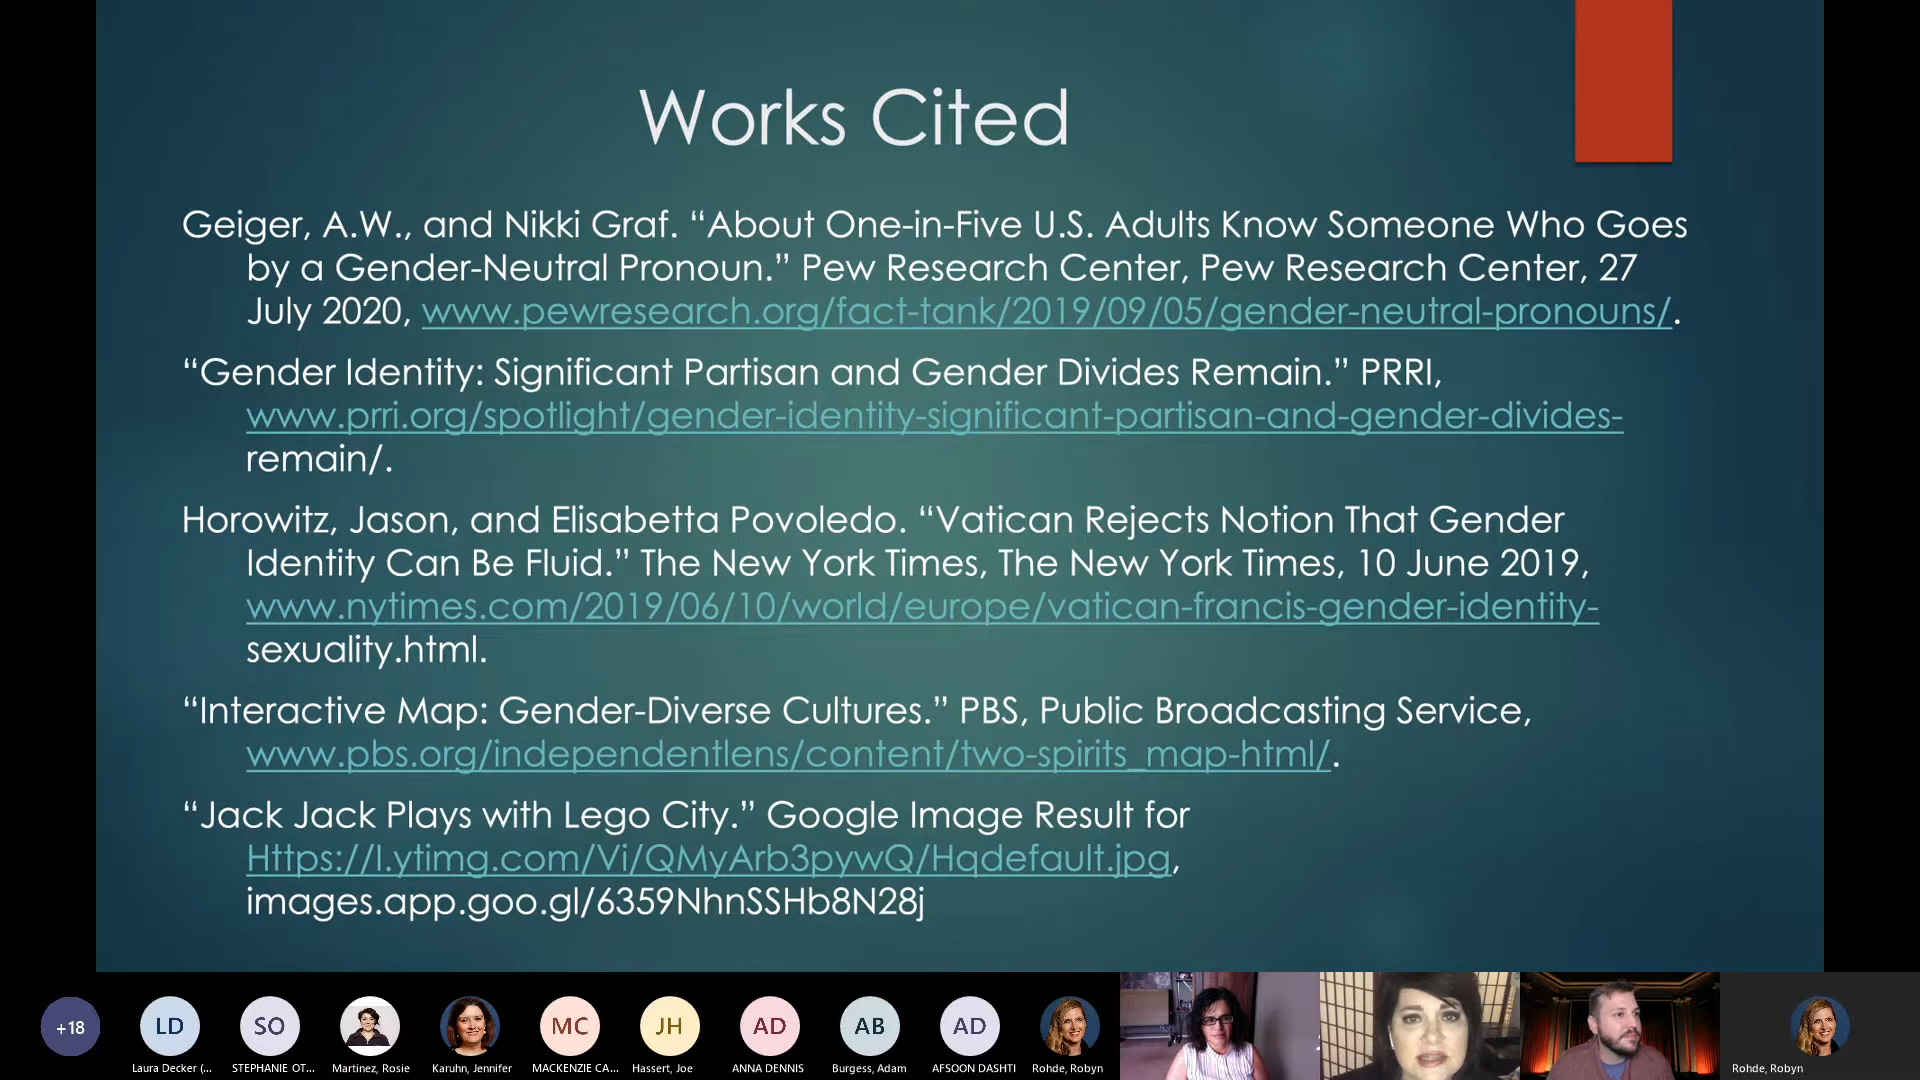 Works Cited
Geiger, A.W., and Nikki Graf. “About One-in-Five U.S. Adults Know Someone Who Goes
by a Gender-Neutral Pronoun.” Pew Research Center, Pew Research Center, 27
July 2020, www.pewresearch.org/fact-tank/2019/09/05/gender-neutral-pronouns/.
“Gender Identity: Significant Partisan and Gender Divides Remain.” PRRI,
www.prri.org/spotlight/gender-identity-significant-partisan-and-gender-divides-
remain/.
Horowitz, Jason, and Elisabetta Povoledo. “Vatican Rejects Notion That Gender
Identity Can Be Fluid.” The New York Times, The New York Times, 10 June 2019,
www.nytimes.com/2019/06/10/world/europe/vatican-francis-gender-identity-
sexuality.html.
“Interactive Map: Gender-Diverse Cultures.” PBS, Public Broadcasting Service,
www.pbs.org/independentlens/content/two-spirits_map-html/.
“Jack Jack Plays with Lego City.” Google Image Result for
Https://I.ytimg.com/Vi/QMyArb3pywQ/Hqdefault.jpg,
images.app.goo.gl/6359NhnSSHb8N28j
+18 LD SO MC JH AD AB AD
Laura Decker (... STEPHANIE OT... Martinez, Rosie Karuhn, Jennifer MACKENZIE CA... Hassert, Joe ANNA DENNIS Burgess, Adam AFSOON DASHTI Rohde, Robyn Rohde, Robyn